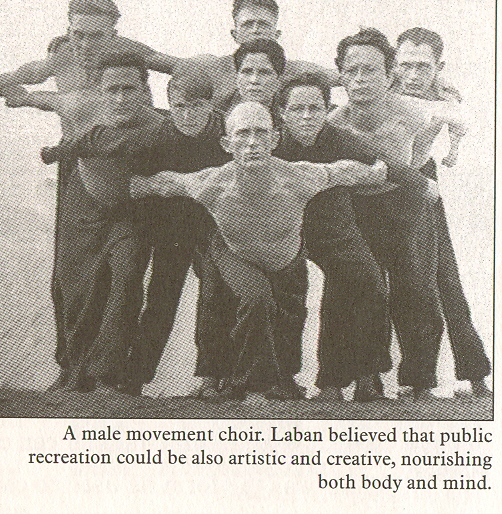 A male movement choir. Laban believed that public
recreation could be also artistic and creative, nourishing
both body and mind.